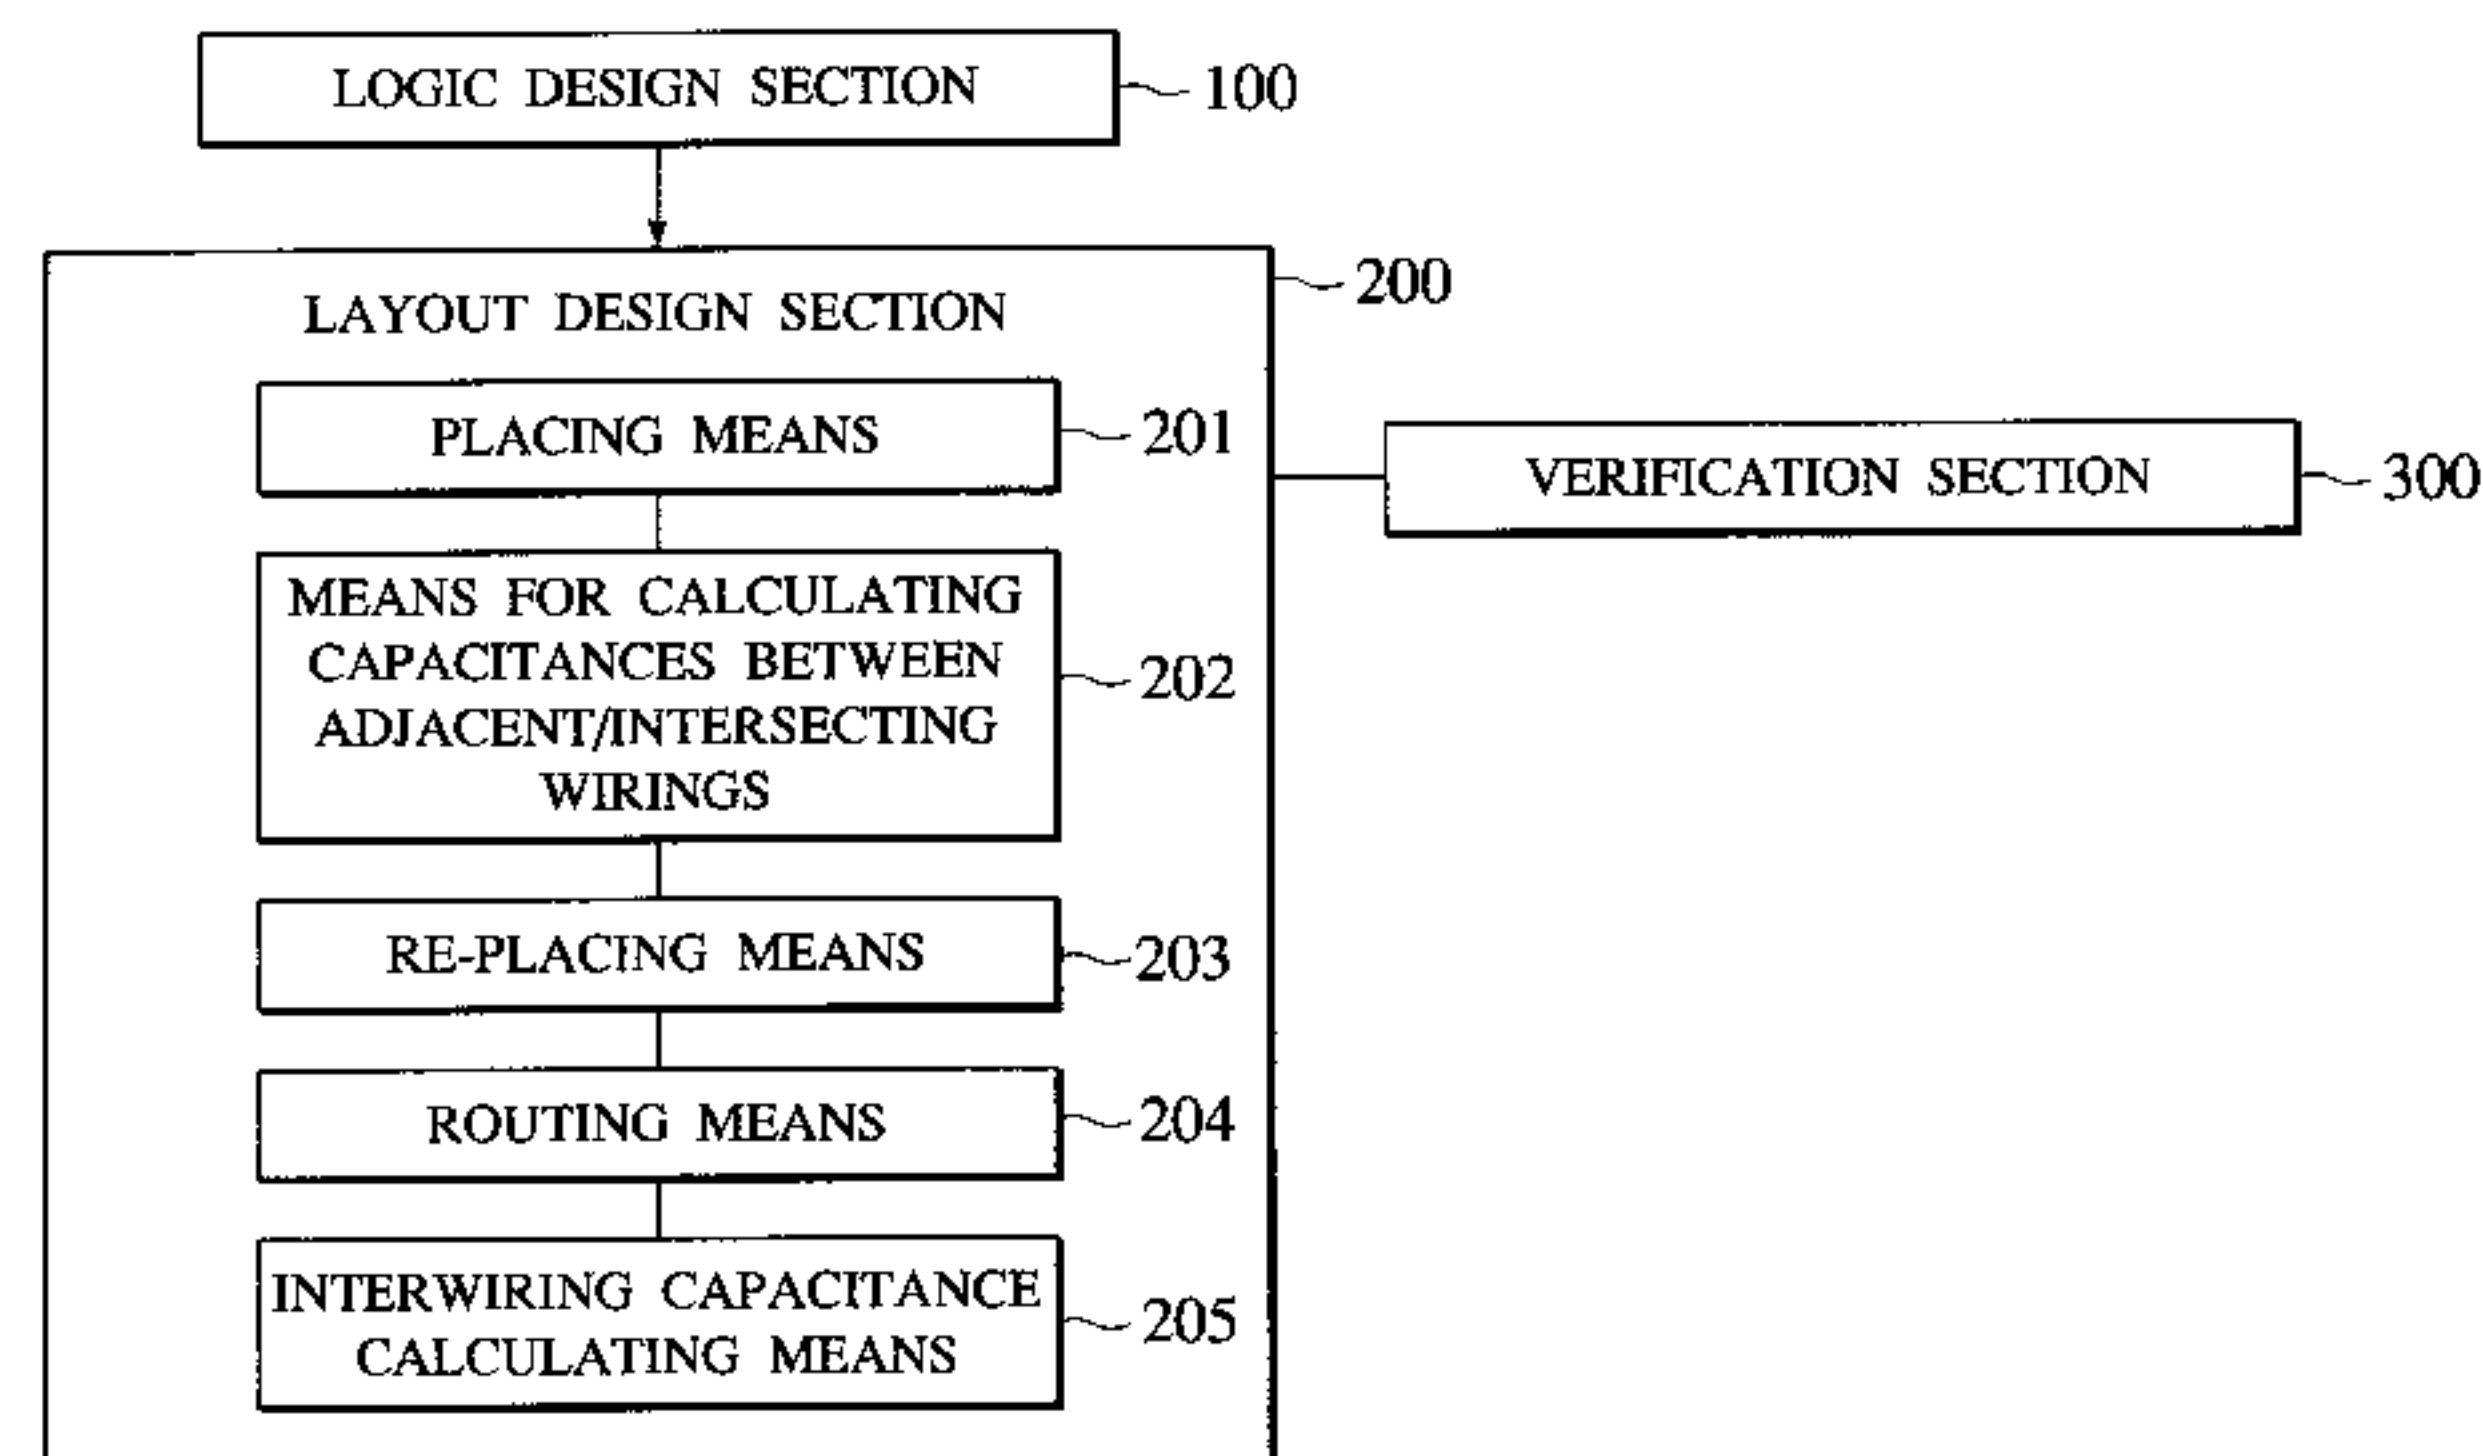 LOGIC DESIGN SECTION
100
LAYOUT DESIGN SECTION
200
PLACING MEANS
201
VERIFICATION SECTION
300
MEANS FOR CALCULATING
CAPACITANCES BETWEEN
ADJACENT/INTERSECTING
WIRINGS
202
RE-PLACING MEANS
203
ROUTING MEANS
204
INTERWIRING CAPACITANCE
CALCULATING MEANS
205